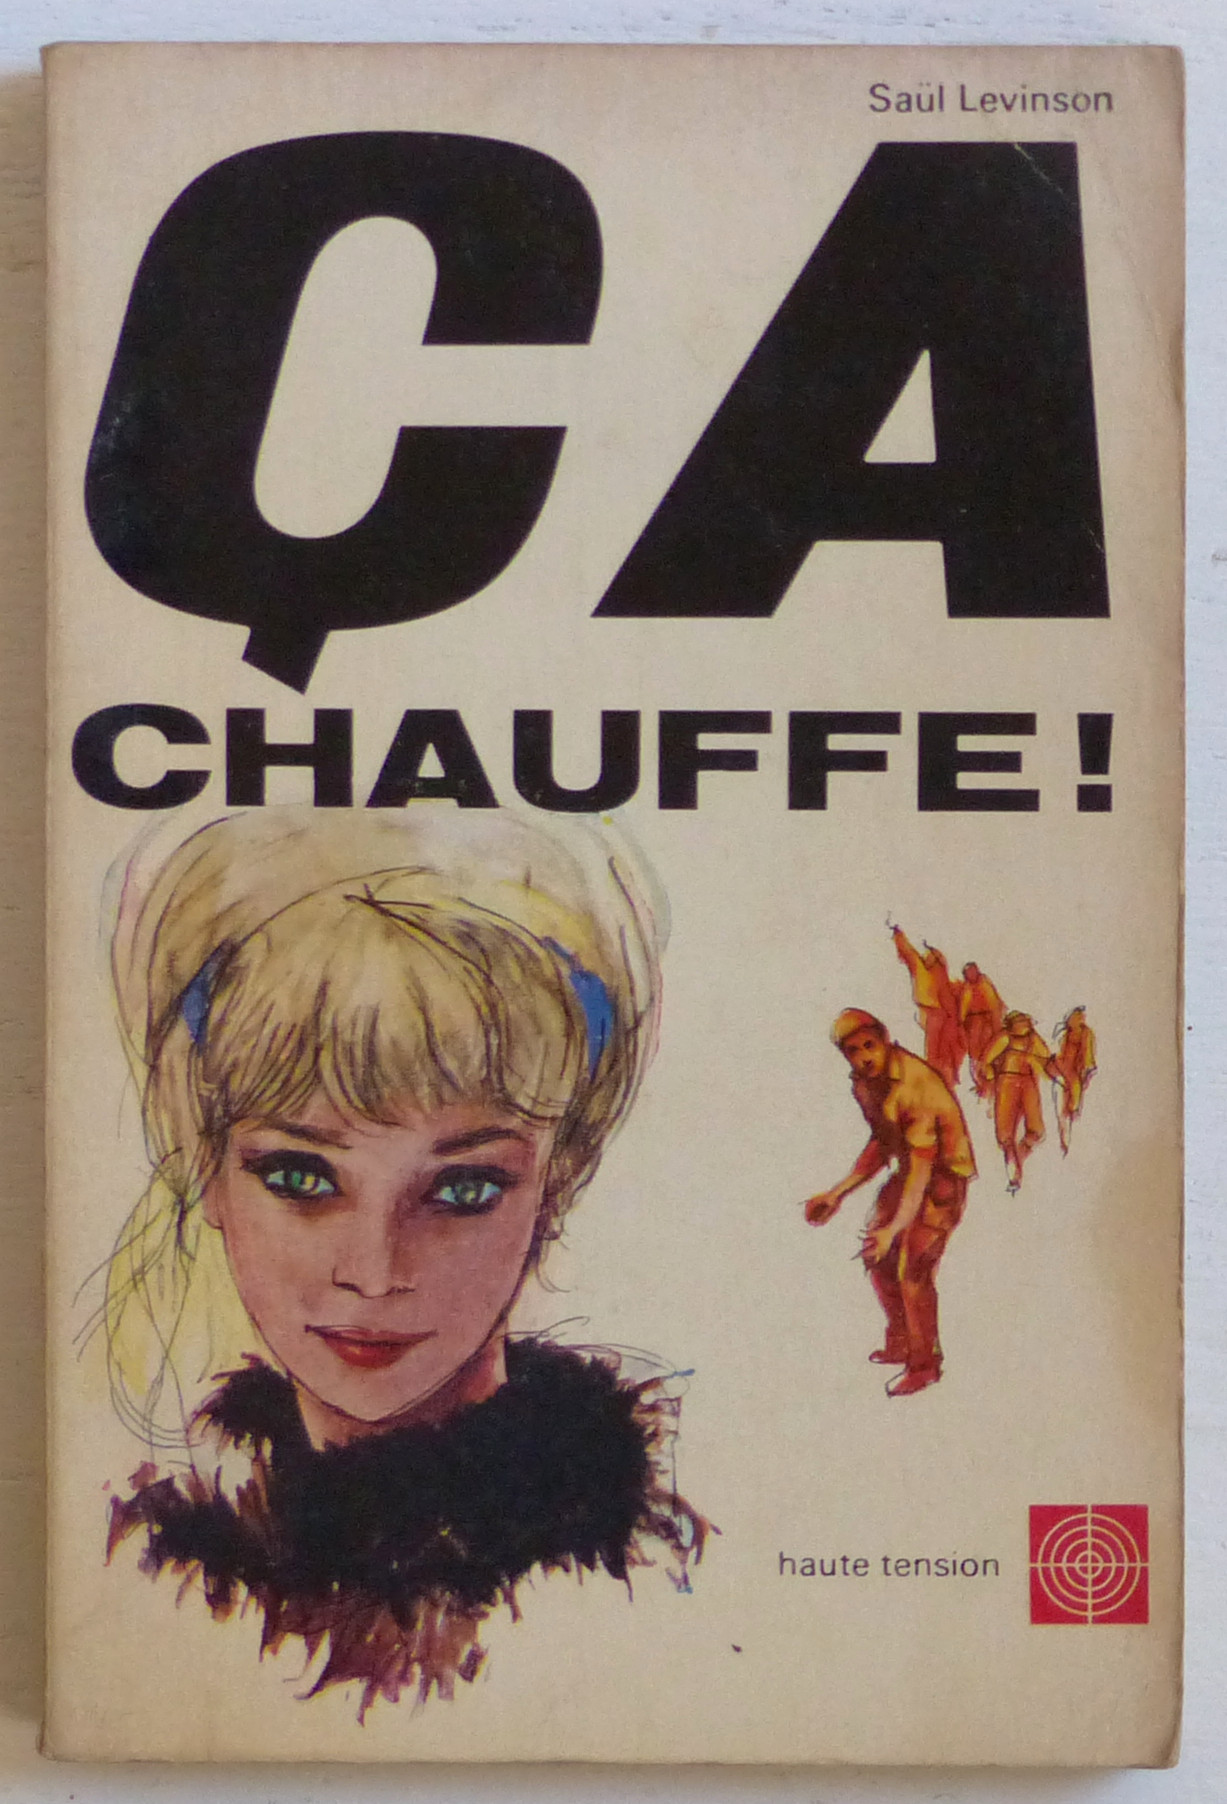 Saül Levinson
ÇA
CHAUFFE !
haute tension